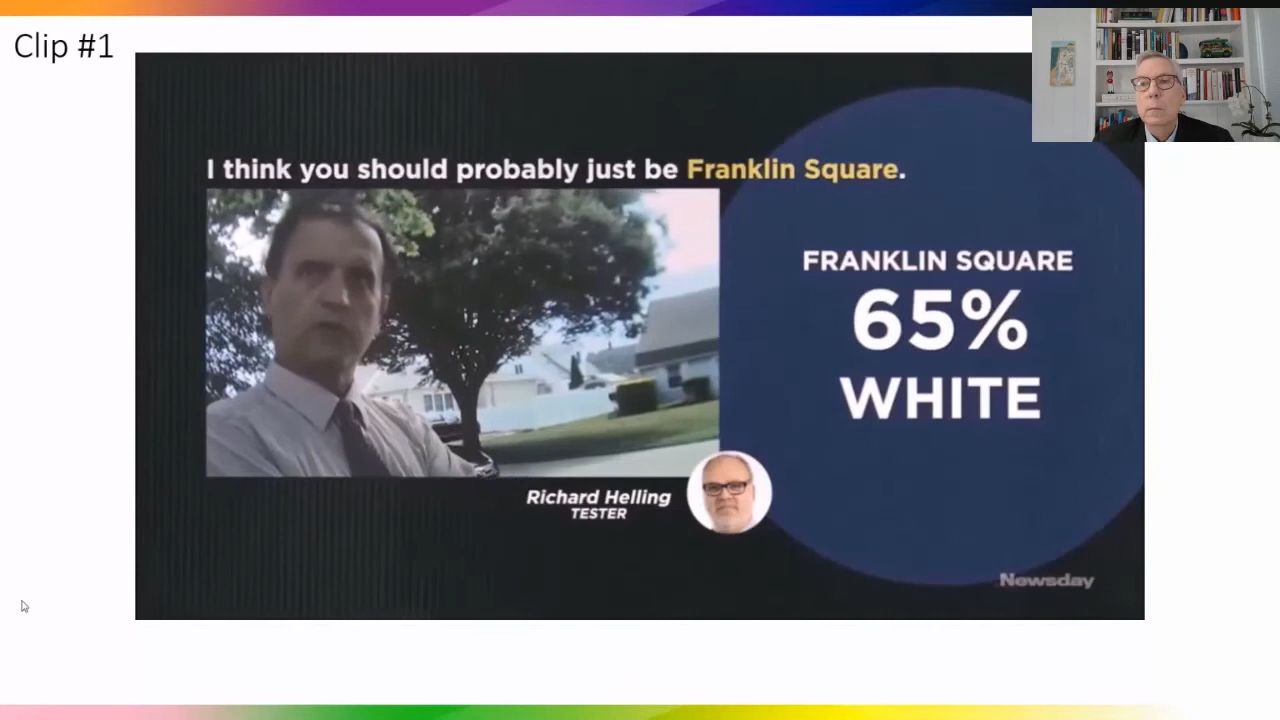 Clip #1
I think you should probably just be Franklin Square.
FRANKLIN SQUARE
65%
WHITE
Richard Helling
TESTER
Newsday